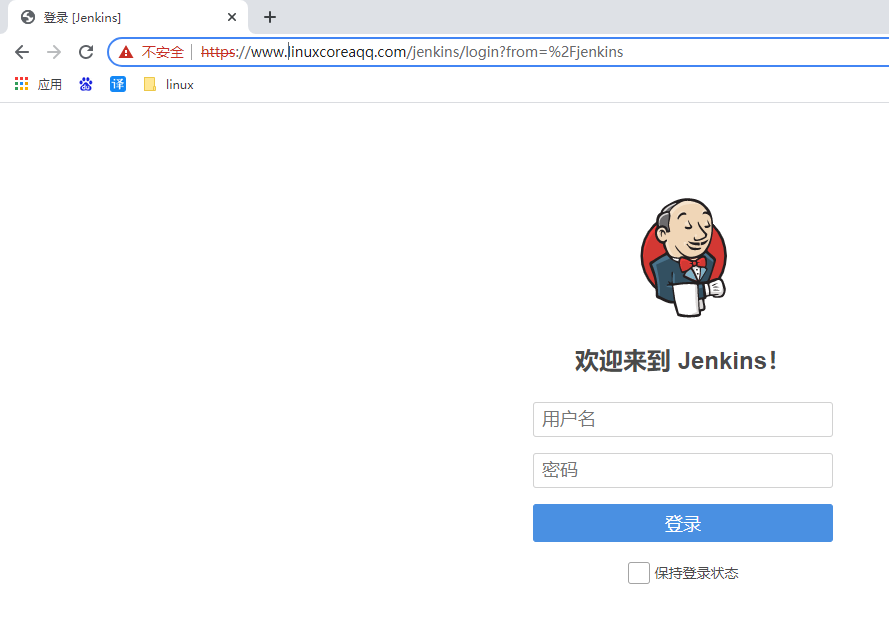 登录 [Jenkins]
不安全 | https://www.linuxcoreaqq.com/jenkins/login?from=%2Fjenkins
应用 du 译 linux
欢迎来到 Jenkins!
用户名
密码
登录
保持登录状态